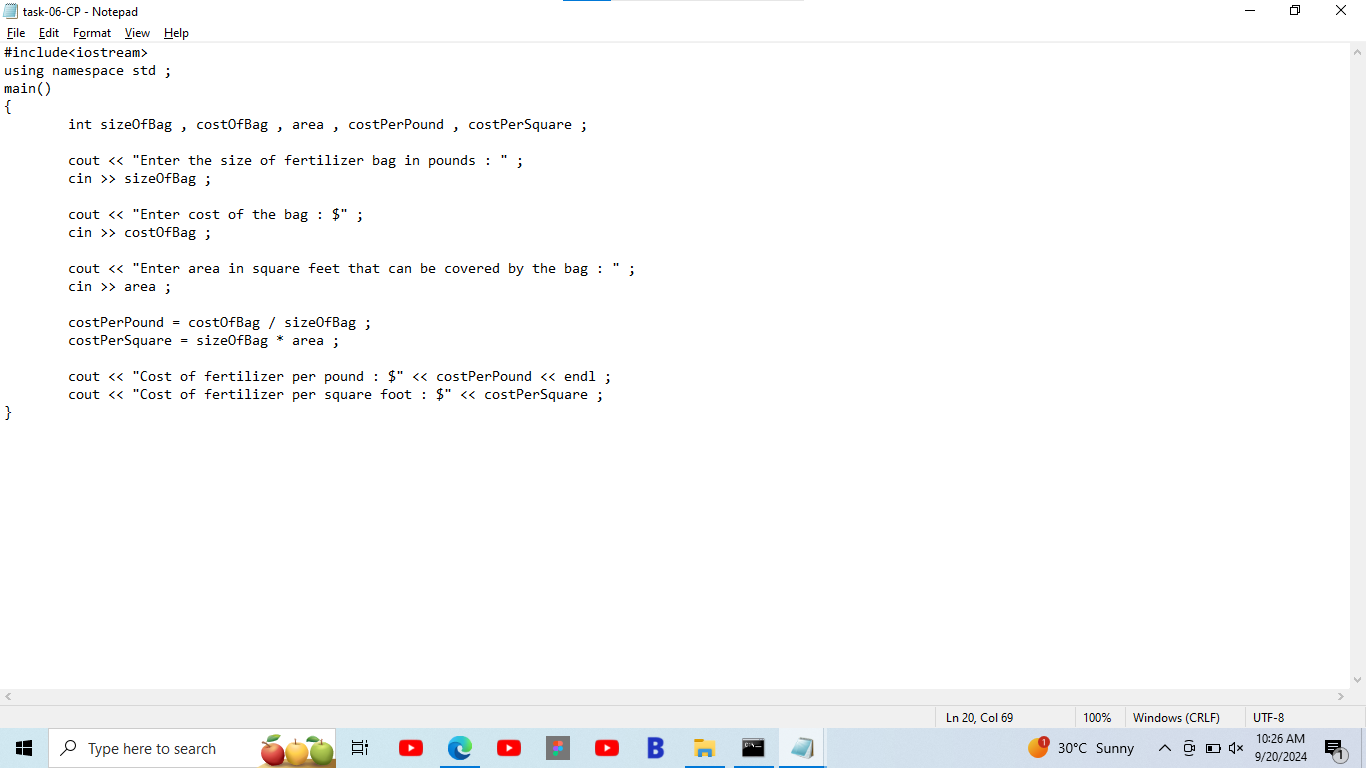 task-06-CP - Notepad
File Edit Format View Help
#include<iostream>
using namespace std ;
main()
{
        int sizeOfBag , costOfBag , area , costPerPound , costPerSquare ;
        cout << "Enter the size of fertilizer bag in pounds : " ;
        cin >> sizeOfBag ;
        cout << "Enter cost of the bag : $" ;
        cin >> costOfBag ;
        cout << "Enter area in square feet that can be covered by the bag : " ;
        cin >> area ;
        costPerPound = costOfBag / sizeOfBag ;
        costPerSquare = sizeOfBag * area ;
        cout << "Cost of fertilizer per pound : $" << costPerPound << endl ;
        cout << "Cost of fertilizer per square foot : $" << costPerSquare ;
}
Ln 20, Col 69 100% Windows (CRLF) UTF-8
Type here to search B C:\_ 1 30°C Sunny 10:26 AM
9/20/2024 1